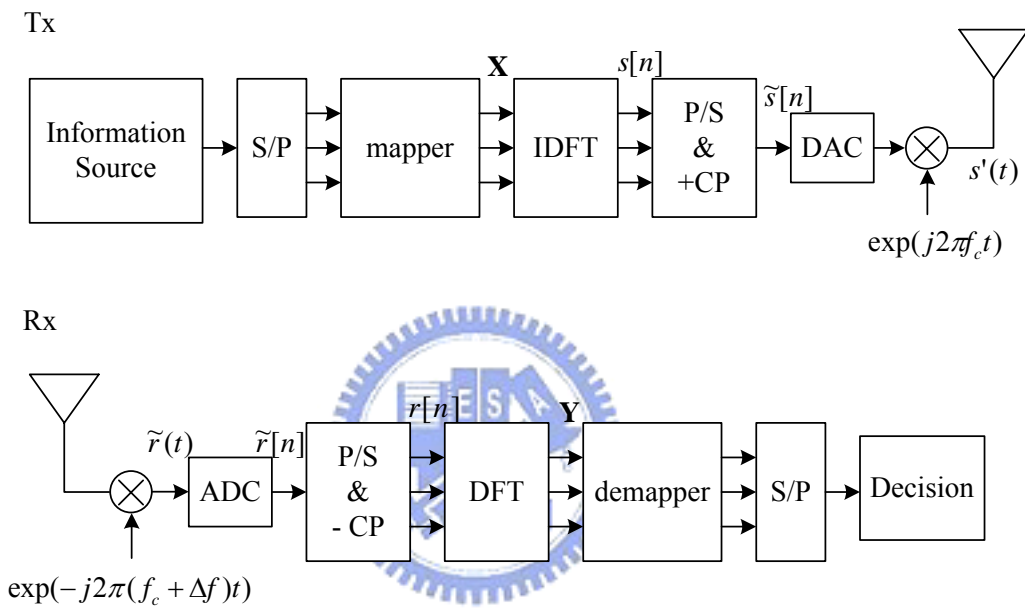 Tx
Information
Source
S/P
mapper
X
IDFT
s[n]
P/S
&
+CP
s̃[n]
DAC
s'(t)
exp(j2πf_c t)
Rx
r̃(t)
r̃[n]
ADC
P/S
&
- CP
r[n]
DFT
Y
demapper
S/P
Decision
exp(-j2π(f_c + Δf)t)
E S A